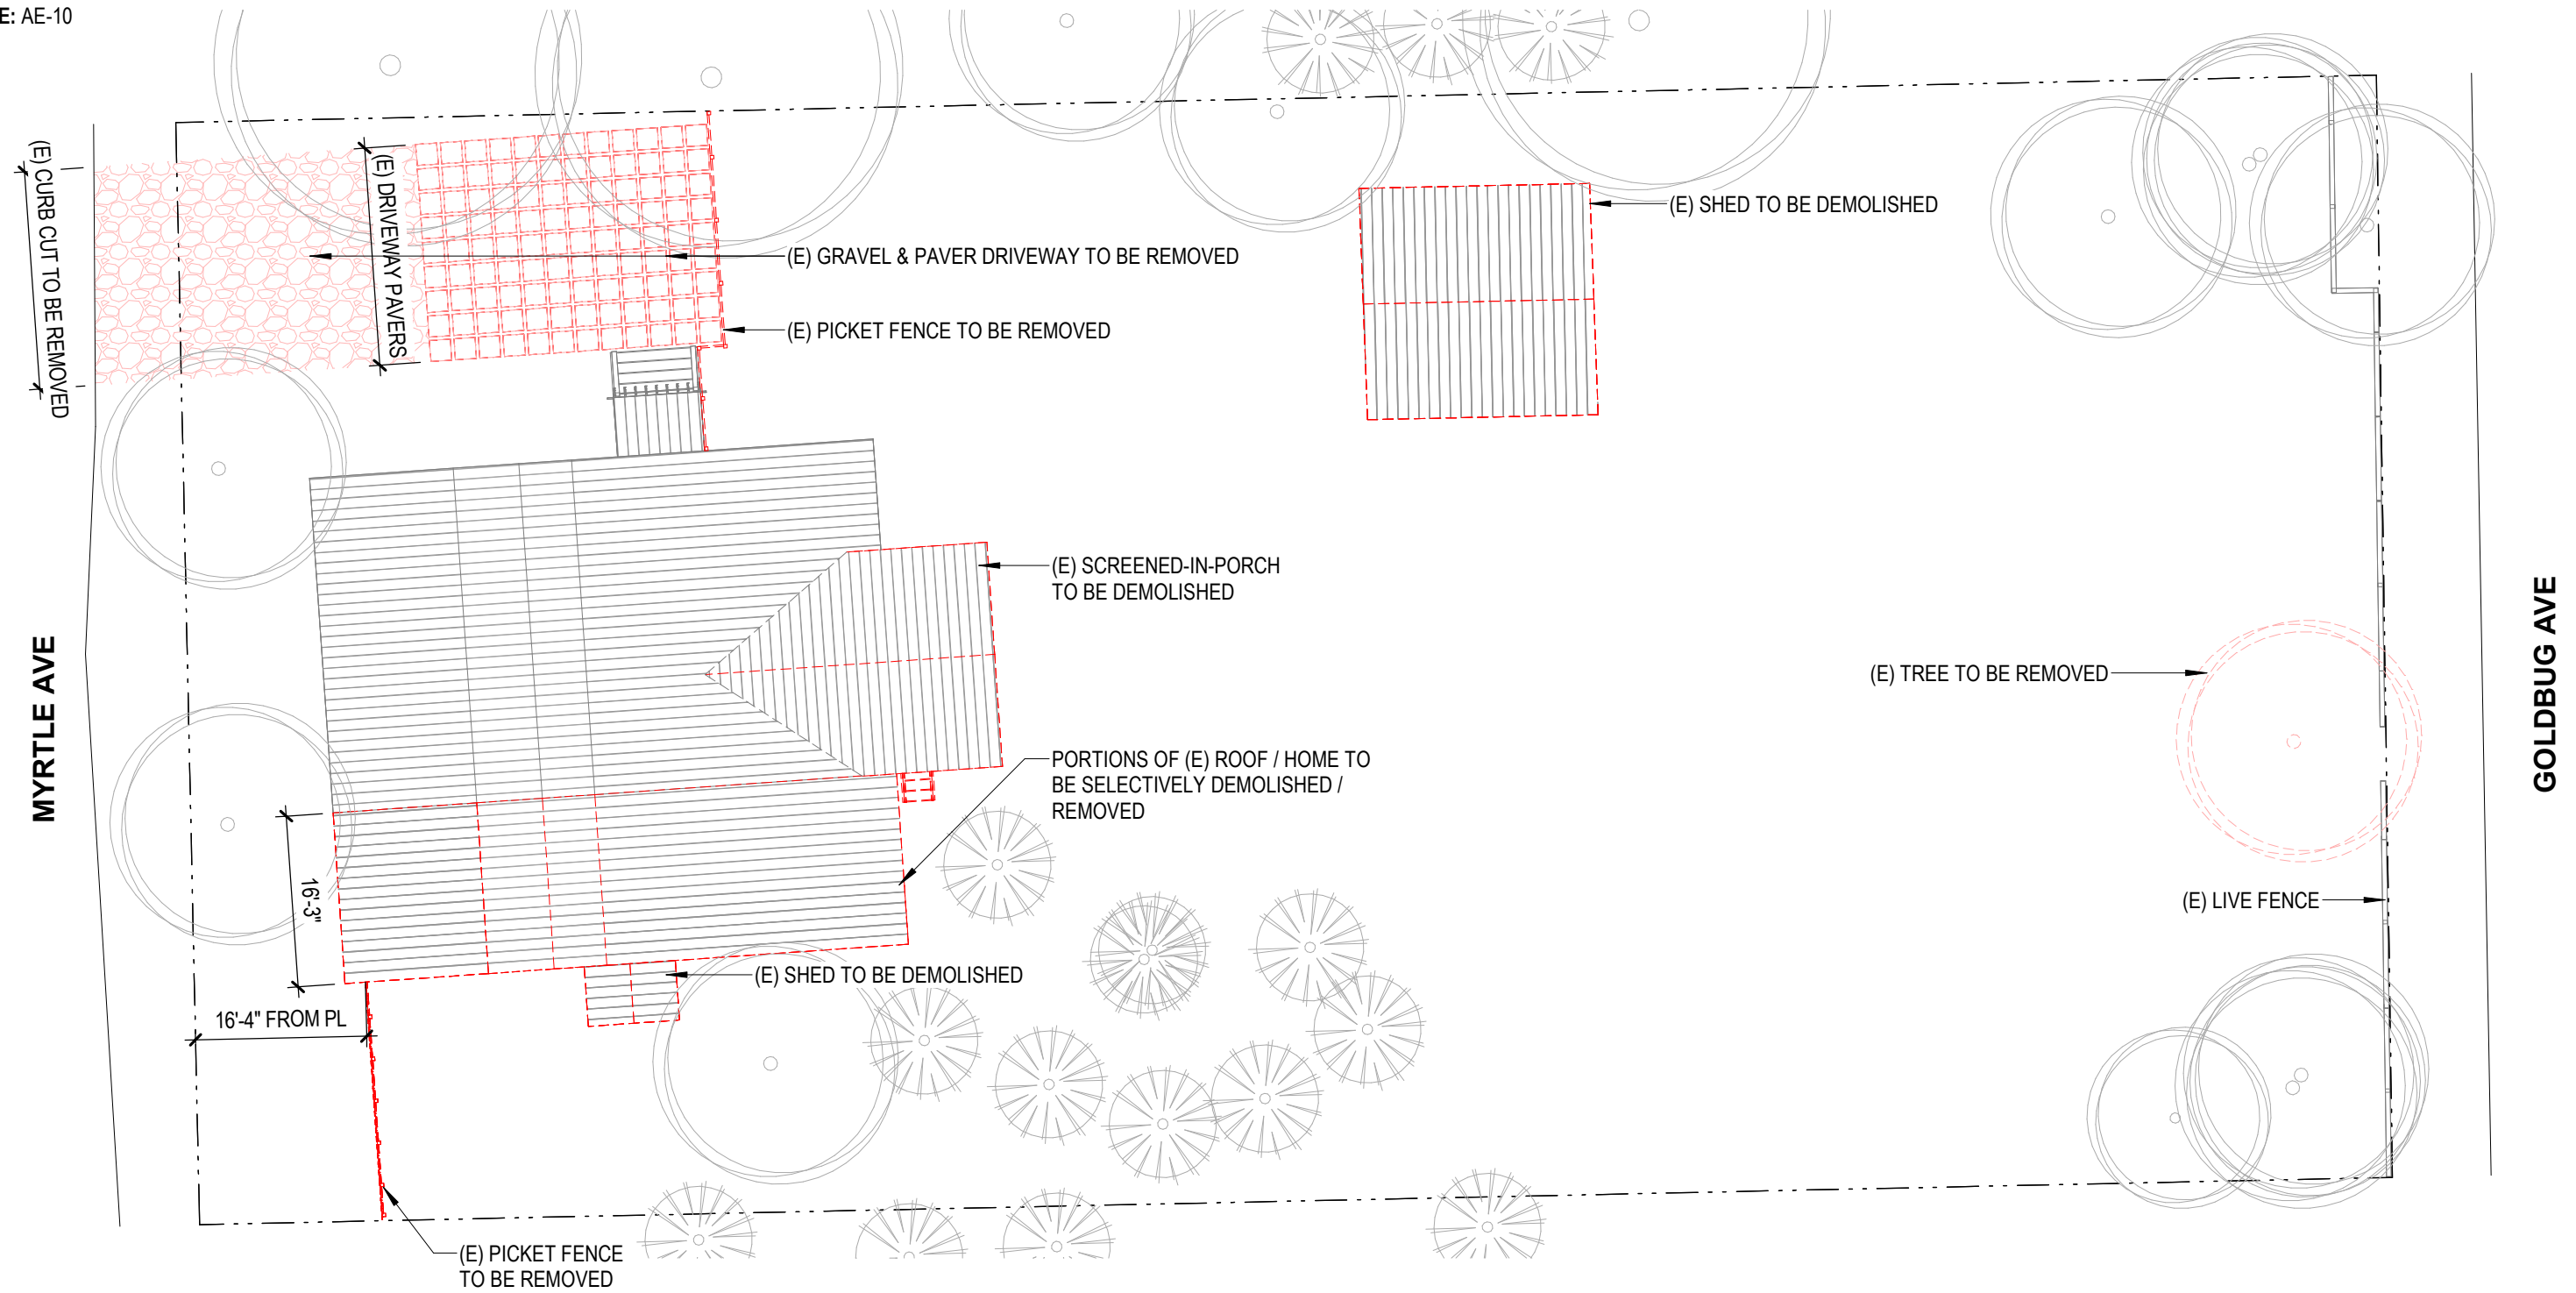 E: AE-10
(E) CURB CUT TO BE REMOVED
(E) DRIVEWAY PAVERS
(E) SHED TO BE DEMOLISHED
(E) GRAVEL & PAVER DRIVEWAY TO BE REMOVED
(E) PICKET FENCE TO BE REMOVED
(E) SCREENED-IN-PORCH
TO BE DEMOLISHED
MYRTLE AVE
GOLDBUG AVE
(E) TREE TO BE REMOVED
PORTIONS OF (E) ROOF / HOME TO
BE SELECTIVELY DEMOLISHED /
REMOVED
16'-3"
(E) LIVE FENCE
(E) SHED TO BE DEMOLISHED
16'-4" FROM PL
(E) PICKET FENCE
TO BE REMOVED